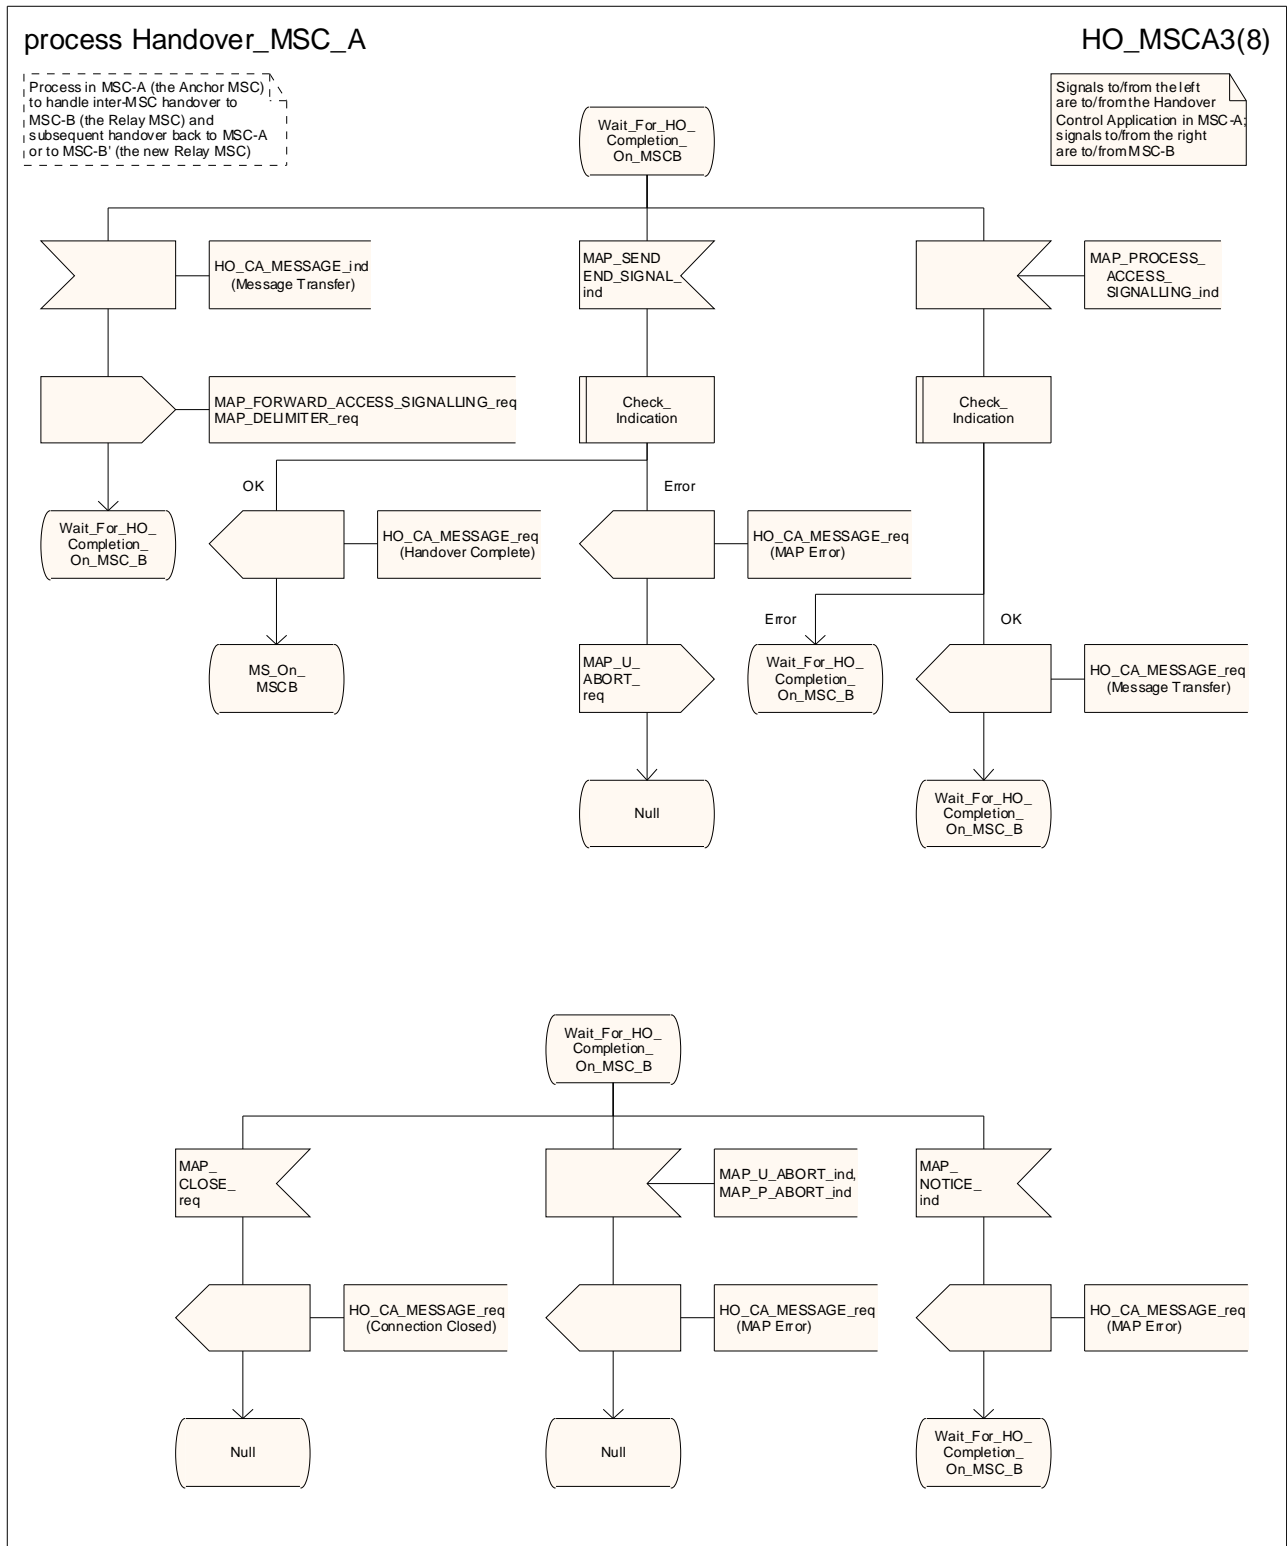 process Handover_MSC_A
HO_MSCA3(8)
Process in MSC-A (the Anchor MSC)
to handle inter-MSC handover to
MSC-B (the Relay MSC) and
subsequent handover back to MSC-A
or to MSC-B' (the new Relay MSC)
Signals to/from the left
are to/from the Handover
Control Application in MSC-A;
signals to/from the right
are to/from MSC-B
Wait_For_HO_
Completion_
On_MSCB
HO_CA_MESSAGE_ind
(Message Transfer)
MAP_SEND
END_SIGNAL_
ind
MAP_PROCESS_
ACCESS_
SIGNALLING_ind
MAP_FORWARD_ACCESS_SIGNALLING_req
MAP_DELIMITER_req
Check_
Indication
Check_
Indication
OK
Error
Wait_For_HO_
Completion_
On_MSC_B
HO_CA_MESSAGE_req
(Handover Complete)
HO_CA_MESSAGE_req
(MAP Error)
Error
OK
MS_On_
MSCB
MAP_U_
ABORT_
req
Wait_For_HO_
Completion_
On_MSC_B
HO_CA_MESSAGE_req
(Message Transfer)
Null
Wait_For_HO_
Completion_
On_MSC_B
Wait_For_HO_
Completion_
On_MSC_B
MAP_
CLOSE_
req
MAP_U_ABORT_ind,
MAP_P_ABORT_ind
MAP_
NOTICE_
ind
HO_CA_MESSAGE_req
(Connection Closed)
HO_CA_MESSAGE_req
(MAP Error)
HO_CA_MESSAGE_req
(MAP Error)
Null
Null
Wait_For_HO_
Completion_
On_MSC_B